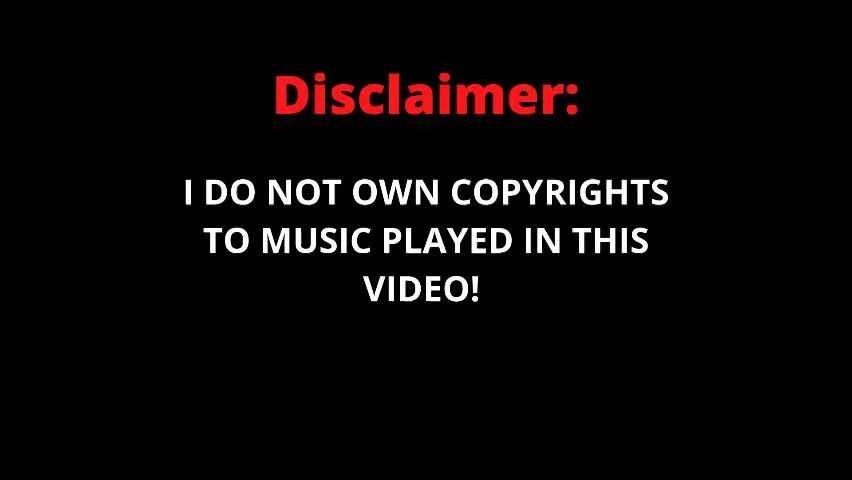 Disclaimer:
I DO NOT OWN COPYRIGHTS
TO MUSIC PLAYED IN THIS
VIDEO!